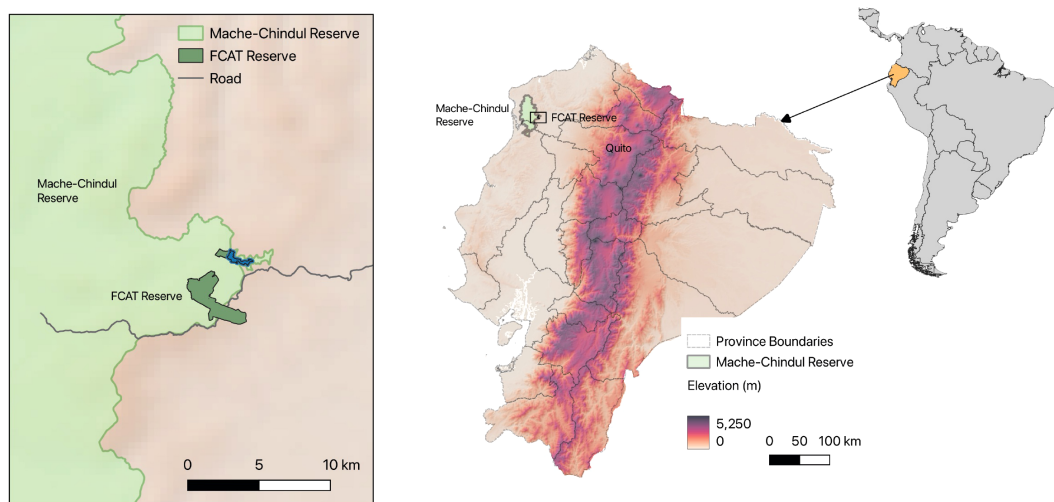 Mache-Chindul Reserve
FCAT Reserve
Road
Mache-Chindul
Reserve
FCAT Reserve
0 5 10 km
Mache-Chindul
Reserve
FCAT Reserve
Quito
Province Boundaries
Mache-Chindul Reserve
Elevation (m)
5,250
0
0 50 100 km